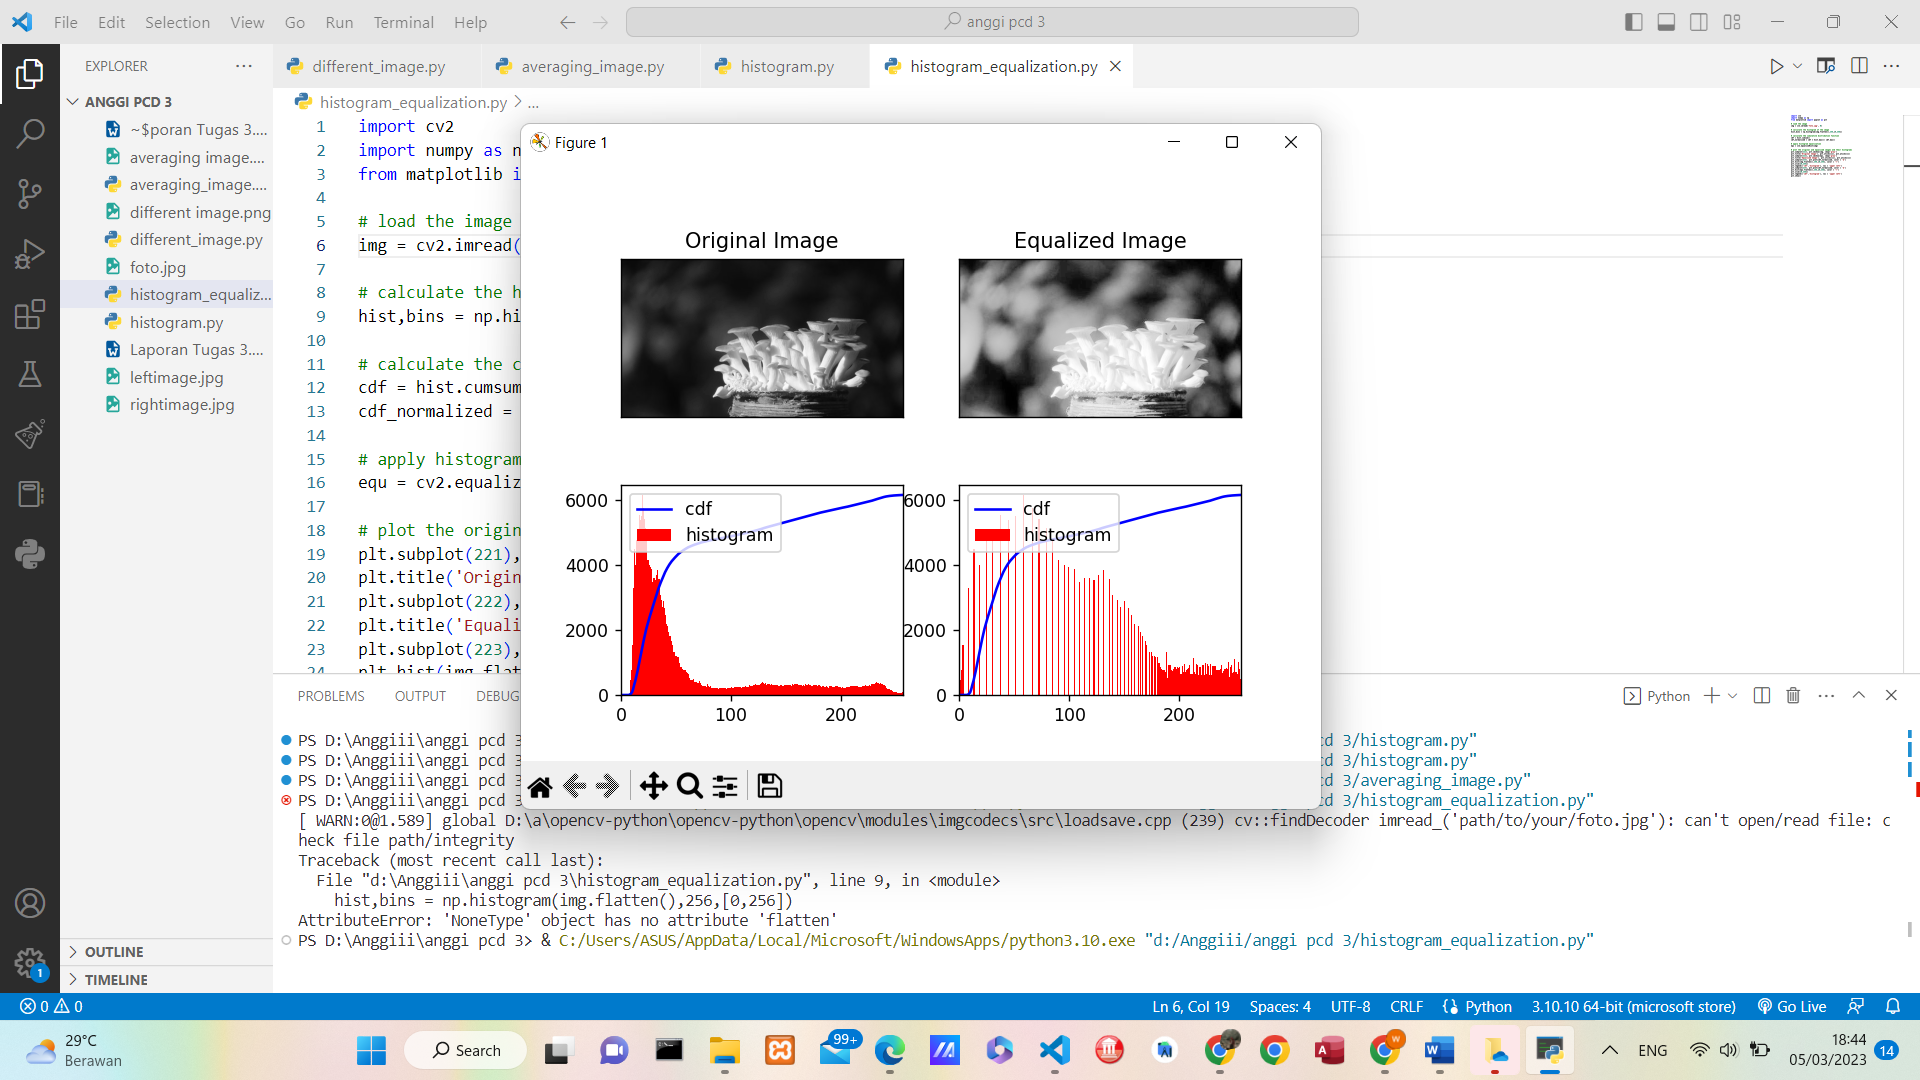 File Edit Selection View Go Run Terminal Help
anggi pcd 3
EXPLORER
different_image.py
averaging_image.py
histogram.py
histogram_equalization.py
ANGGI PCD 3
~$poran Tugas 3....
averaging image....
averaging_image....
different image.png
different_image.py
foto.jpg
histogram_equaliz...
histogram.py
Laporan Tugas 3....
leftimage.jpg
rightimage.jpg
OUTLINE
TIMELINE
histogram_equalization.py > ...
1 import cv2
2 import numpy as n
3 from matplotlib i
4
5 # load the image
6 img = cv2.imread(
7
8 # calculate the h
9 hist,bins = np.hi
10
11 # calculate the c
12 cdf = hist.cumsum
13 cdf_normalized =
14
15 # apply histogram
16 equ = cv2.equaliz
17
18 # plot the origin
19 plt.subplot(221),
20 plt.title('Origin
21 plt.subplot(222),
22 plt.title('Equali
23 plt.subplot(223),
24 plt.hist(img.flat
Figure 1
Original Image
Equalized Image
cdf
histogram
6000
4000
2000
0
0 100 200
cdf
histogram
6000
4000
2000
0
0 100 200
PROBLEMS OUTPUT DEBUG
Python
PS D:\Anggiii\anggi pcd 3 cd 3/histogram.py"
PS D:\Anggiii\anggi pcd 3 cd 3/histogram.py"
PS D:\Anggiii\anggi pcd 3 cd 3/averaging_image.py"
PS D:\Anggiii\anggi pcd 3 cd 3/histogram_equalization.py"
[ WARN:0@1.589] global D:\a\opencv-python\opencv-python\opencv\modules\imgcodecs\src\loadsave.cpp (239) cv::findDecoder imread_('path/to/your/foto.jpg'): can't open/read file: c
heck file path/integrity
Traceback (most recent call last):
File "d:\Anggiii\anggi pcd 3\histogram_equalization.py", line 9, in <module>
hist,bins = np.histogram(img.flatten(),256,[0,256])
AttributeError: 'NoneType' object has no attribute 'flatten'
PS D:\Anggiii\anggi pcd 3> & C:/Users/ASUS/AppData/Local/Microsoft/WindowsApps/python3.10.exe "d:/Anggiii/anggi pcd 3/histogram_equalization.py"
1
0 0
Ln 6, Col 19 Spaces: 4 UTF-8 CRLF Python 3.10.10 64-bit (microsoft store) Go Live
29°C
Berawan
Search
99+
ENG
18:44
05/03/2023
14